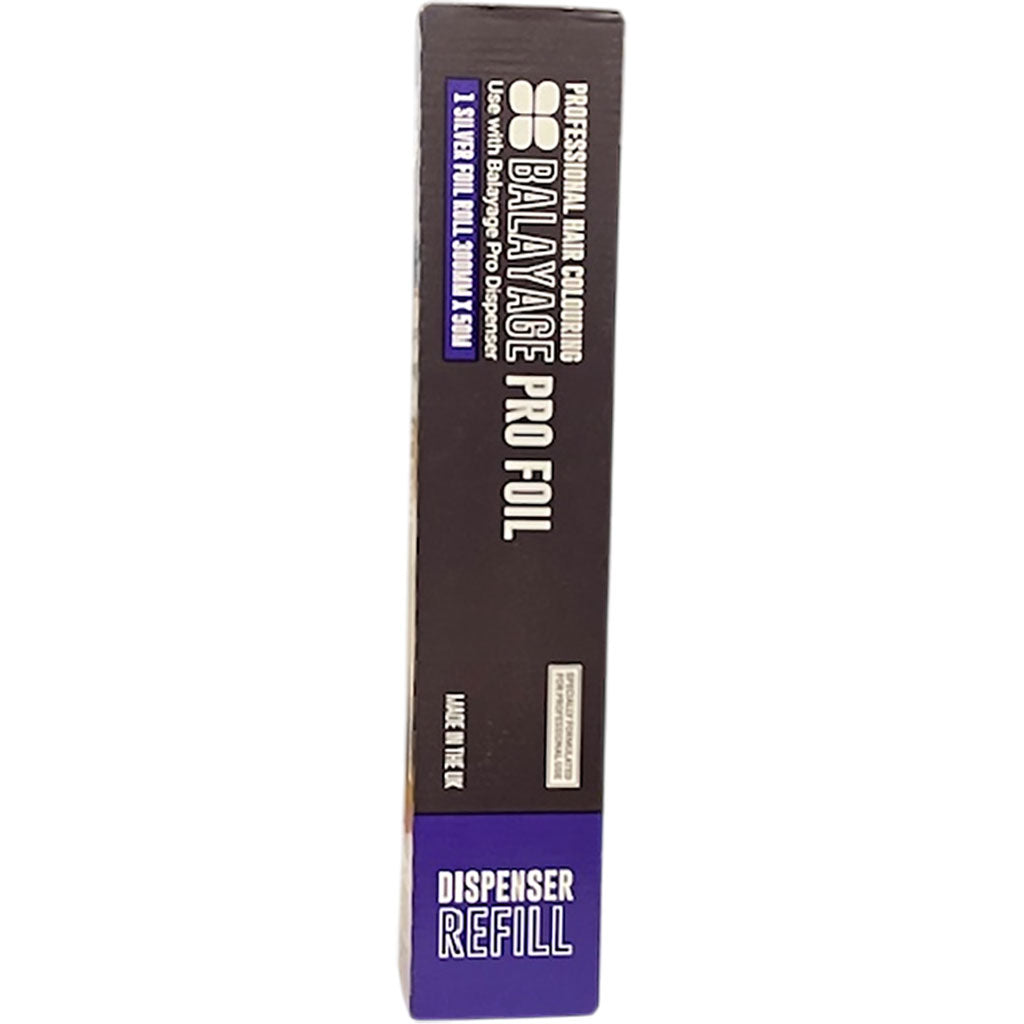 PROFESSIONAL HAIR COLOURING
BALAYAGE PRO FOIL
Use with Balayage Pro Dispenser
1 SILVER FOIL ROLL 300MM X 50M
SPECIALLY FORMULATED
FOR PROFESSIONAL USE
MADE IN THE UK
DISPENSER
REFILL